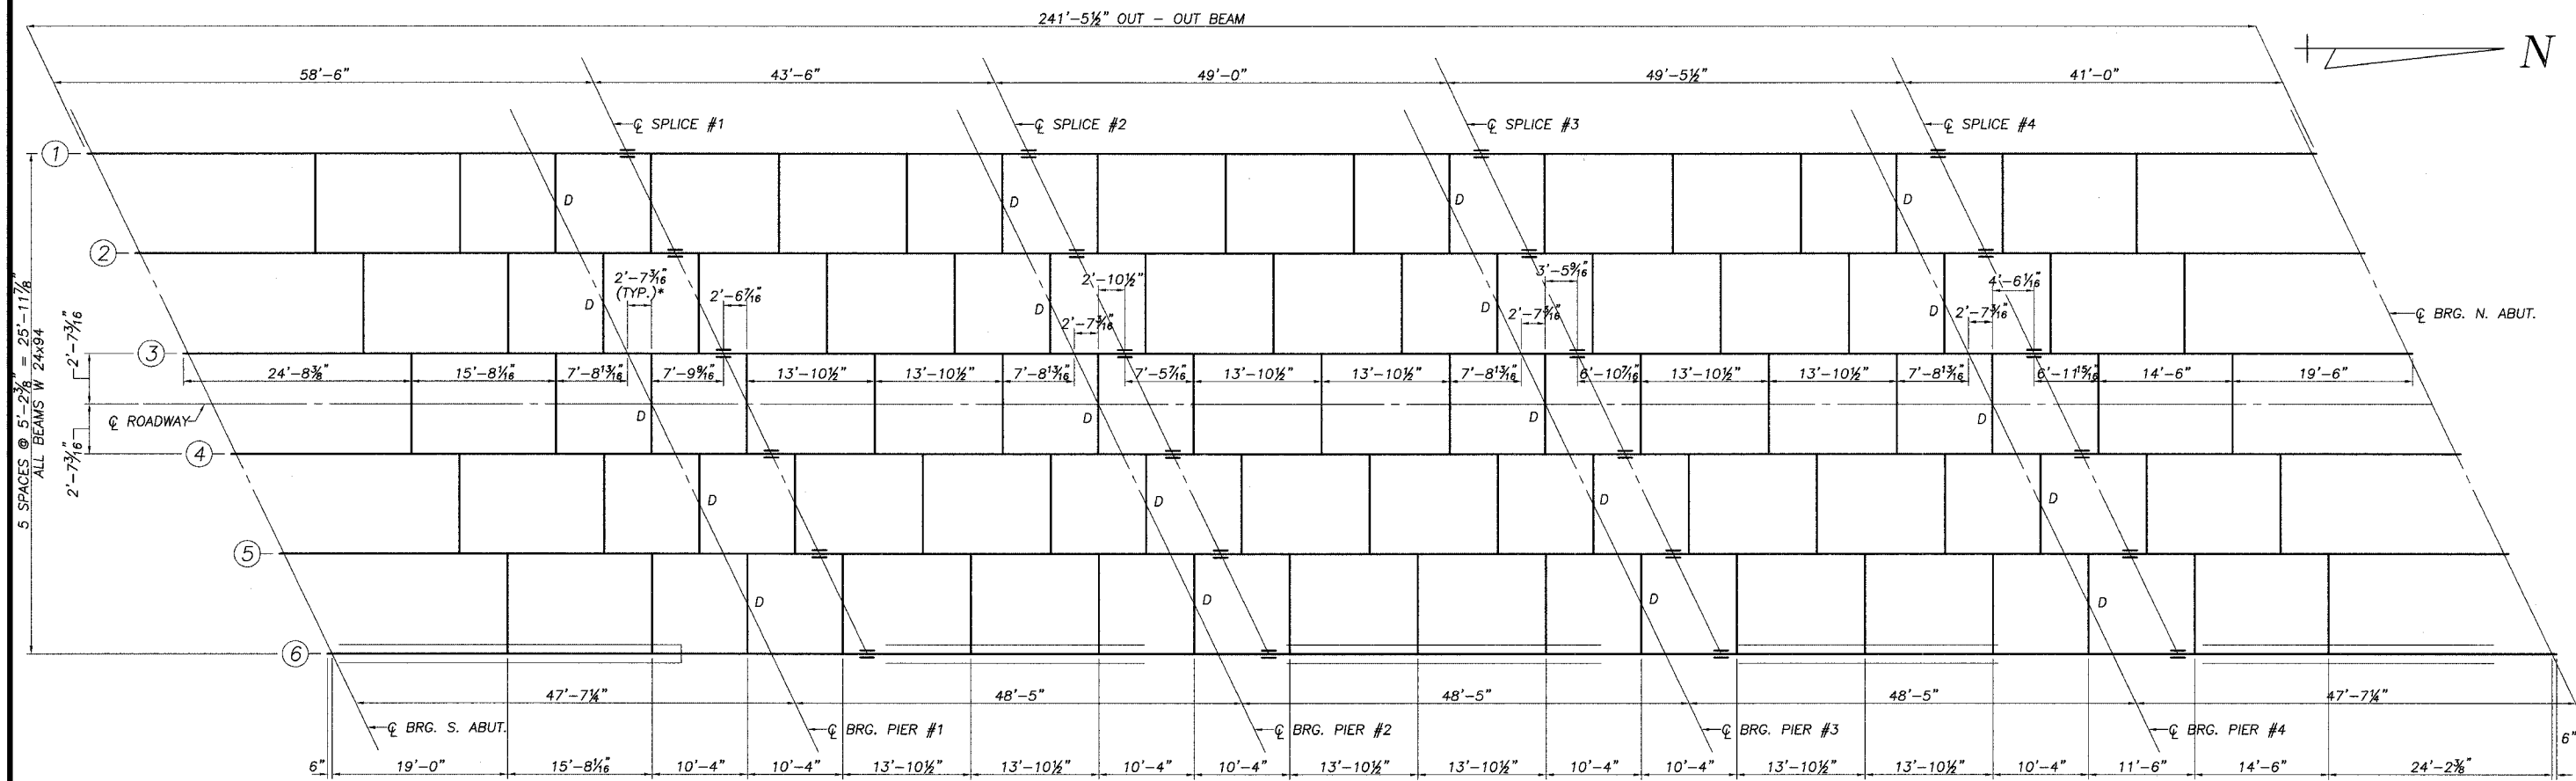 241'-5½" OUT - OUT BEAM
N
58'-6" 43'-6" 49'-0" 49'-5½" 41'-0"
℄ SPLICE #1 ℄ SPLICE #2 ℄ SPLICE #3 ℄ SPLICE #4
1
D D D D
2
2'-7 3/16" (TYP.)* 2'-6 7/16" 2'-10½" 3'-5 9/16" 4'-6 1/16"
D D D D
2'-7 3/16" 2'-7 3/16" 2'-7 3/16"
℄ BRG. N. ABUT.
5 SPACES @ 5'-2 3/8" = 25'-11 7/8"
ALL BEAMS W 24x94
2'-7 3/16"
2'-7 3/16"
3
24'-8 3/8" 15'-8 1/16" 7'-8 13/16" 7'-9 9/16" 13'-10½" 13'-10½" 7'-8 13/16" 7'-5 7/16" 13'-10½" 13'-10½" 7'-8 13/16" 6'-10 7/16" 13'-10½" 13'-10½" 7'-8 13/16" 6'-11 15/16" 14'-6" 19'-6"
℄ ROADWAY
D D D D
4
D D D D
5
D D D D
6
47'-7¼" 48'-5" 48'-5" 48'-5" 47'-7¼"
℄ BRG. S. ABUT. ℄ BRG. PIER #1 ℄ BRG. PIER #2 ℄ BRG. PIER #3 ℄ BRG. PIER #4
6" 19'-0" 15'-8 1/16" 10'-4" 10'-4" 13'-10½" 13'-10½" 10'-4" 10'-4" 13'-10½" 13'-10½" 10'-4" 10'-4" 13'-10½" 13'-10½" 10'-4" 11'-6" 14'-6" 24'-2 3/8" 6"